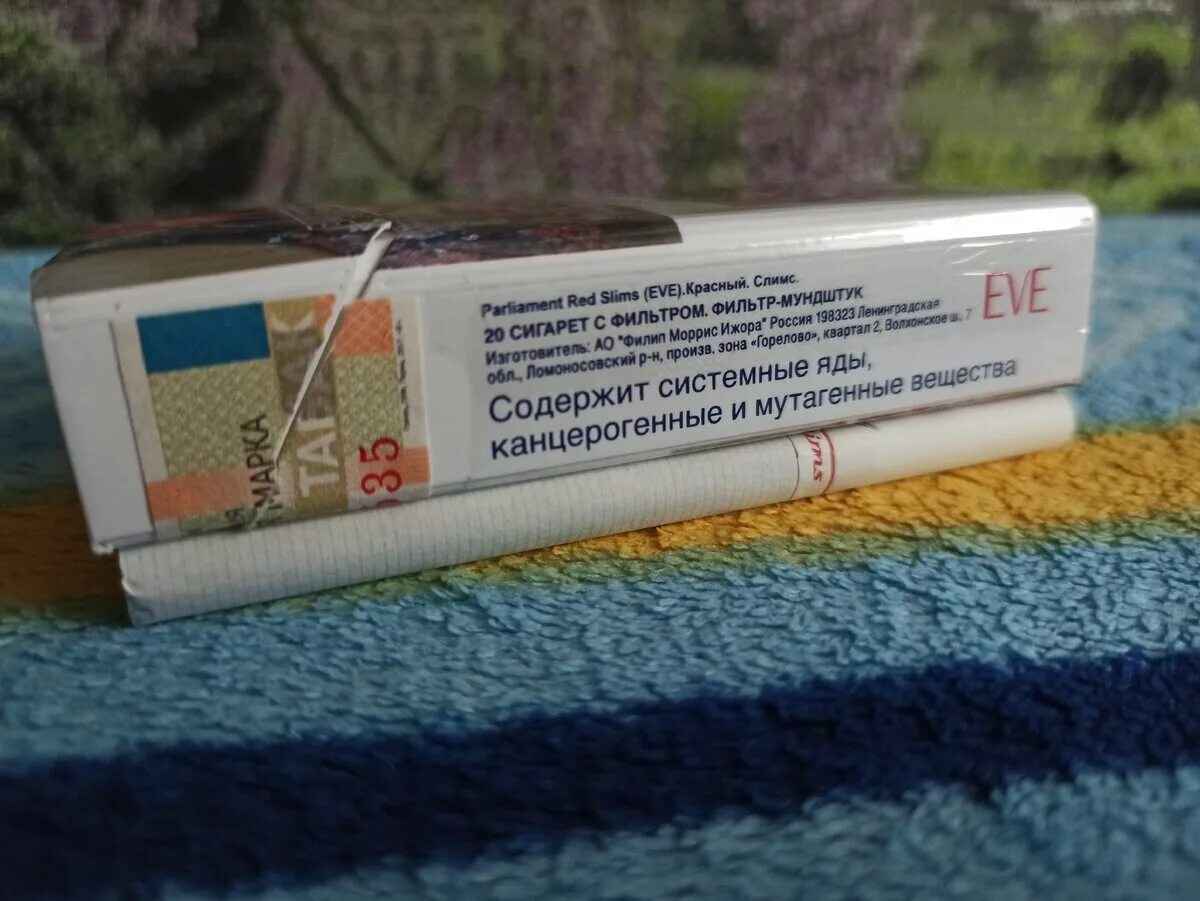 Parliament Red Slims (EVE).Красный. Слимс.
20 СИГАРЕТ С ФИЛЬТРОМ. ФИЛЬТР-МУНДШТУК
Изготовитель: АО "Филип Моррис Ижора" Россия 198323 Ленинградская
обл., Ломоносовский р-н, произв. зона «Горелово», квартал 2, Волхонское ш., 7
EVE
Содержит системные яды,
канцерогенные и мутагенные вещества
МАРКА
ТАБАК
35